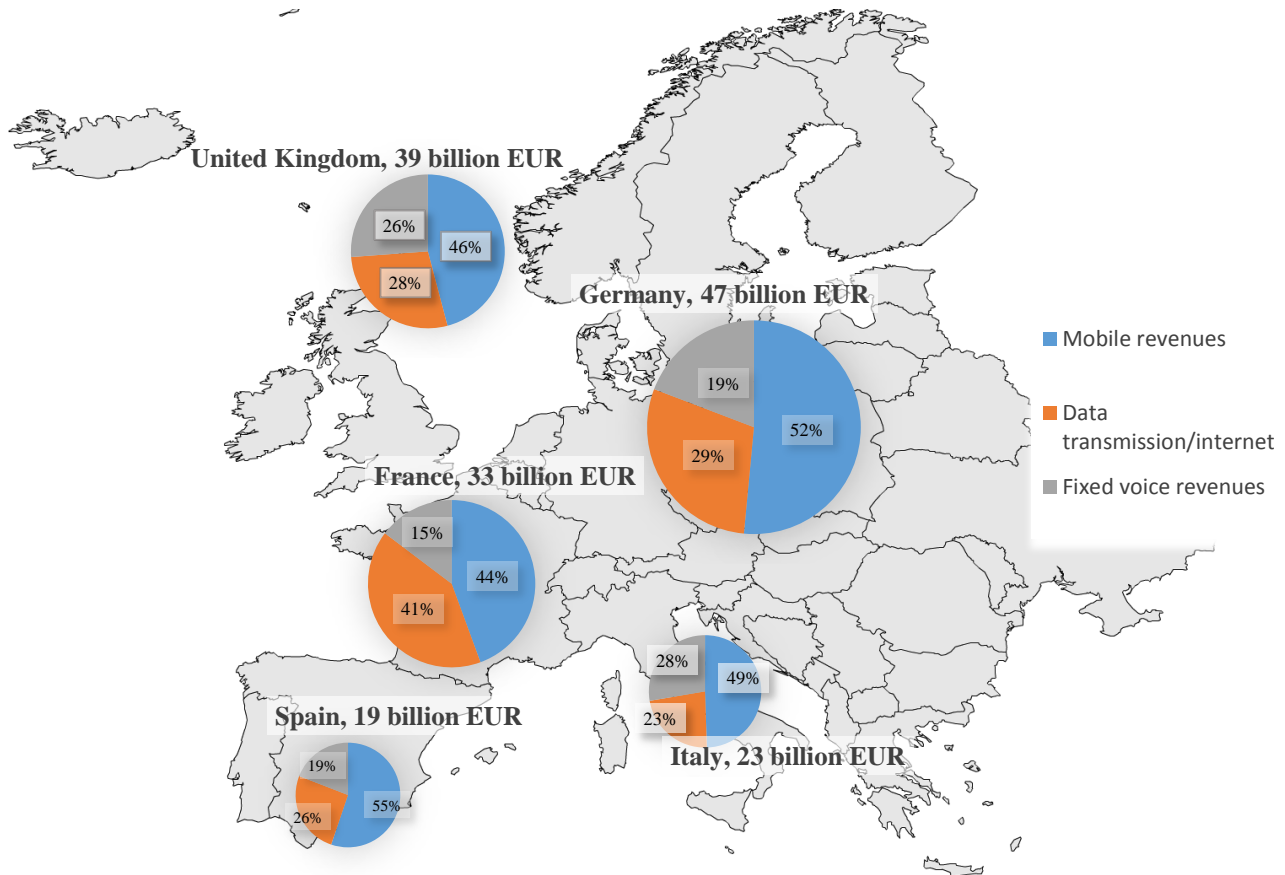 United Kingdom, 39 billion EUR
26%
46%
28%
Germany, 47 billion EUR
19%
52%
29%
Mobile revenues
Data
transmission/internet
Fixed voice revenues
France, 33 billion EUR
15%
44%
41%
28%
49%
23%
Italy, 23 billion EUR
Spain, 19 billion EUR
19%
55%
26%